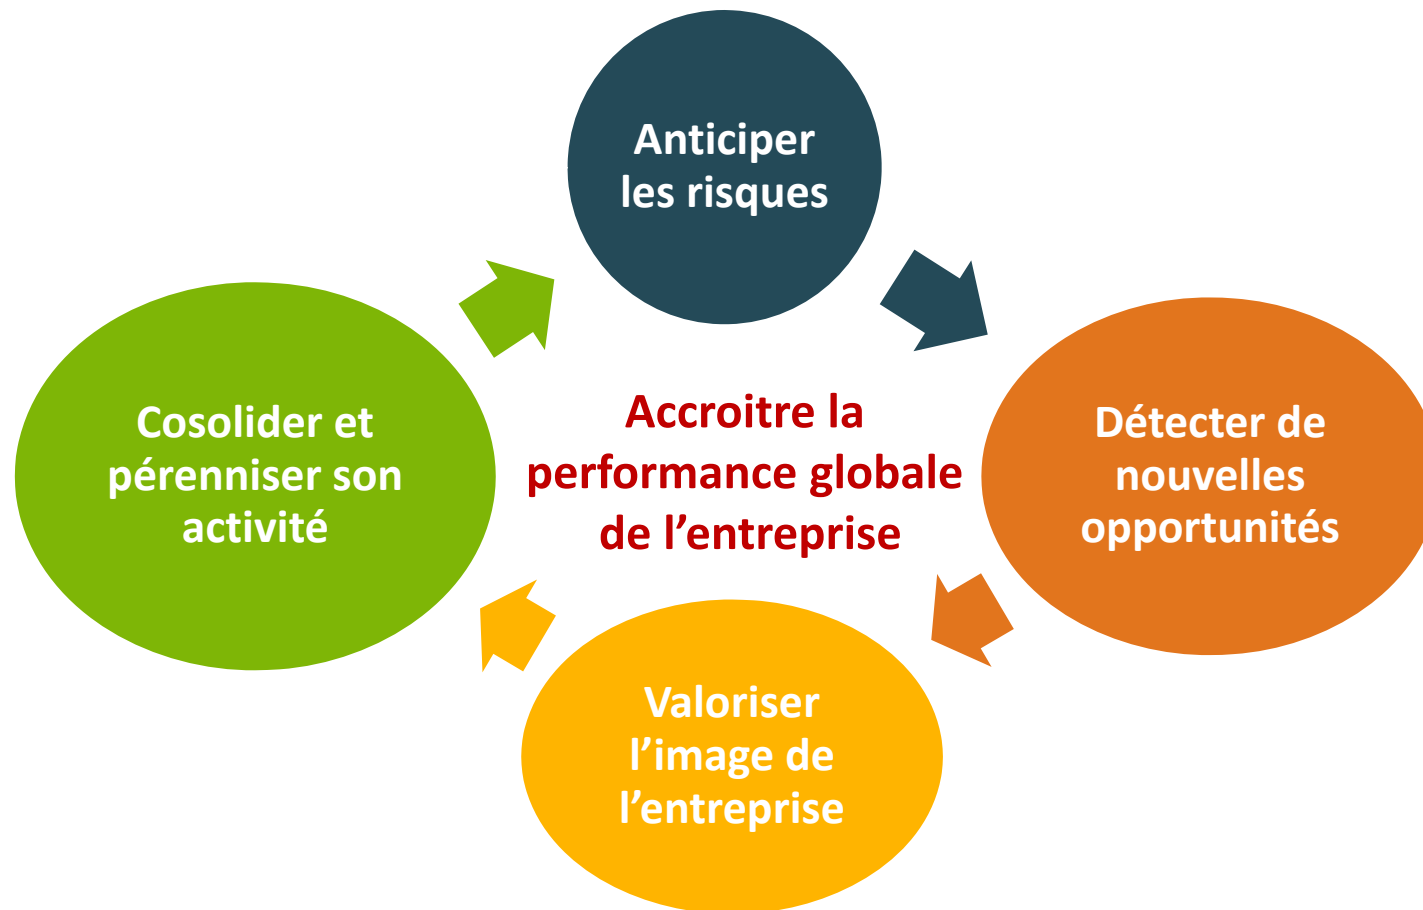 Anticiper
les risques
Détecter de
nouvelles
opportunités
Valoriser
l’image de
l’entreprise
Cosolider et
pérenniser son
activité
Accroitre la
performance globale
de l’entreprise